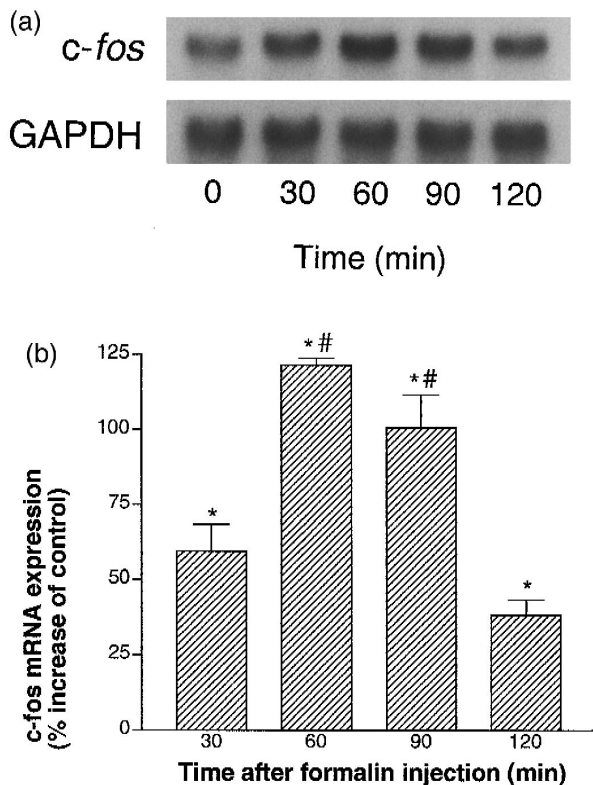 (a)
c-fos
GAPDH
0 30 60 90 120
Time (min)
(b)
c-fos mRNA expression
(% increase of control)
125
100
75
50
25
0
*
*#
*#
*
30 60 90 120
Time after formalin injection (min)